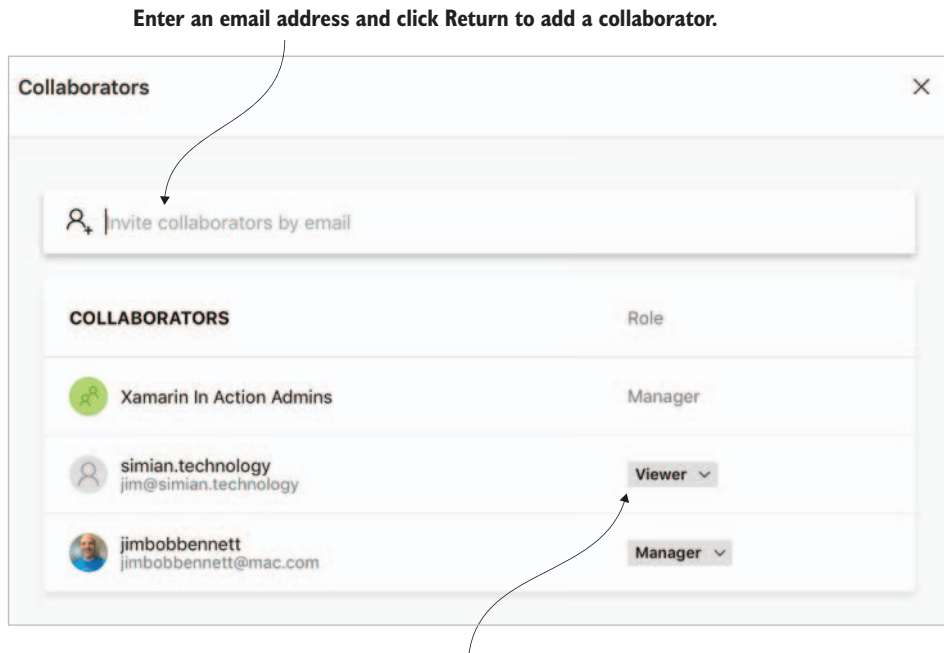 Enter an email address and click Return to add a collaborator.
Collaborators
Invite collaborators by email
COLLABORATORS
Role
Xamarin In Action Admins
Manager
simian.technology
jim@simian.technology
Viewer
jimbobbennett
jimbobbennett@mac.com
Manager